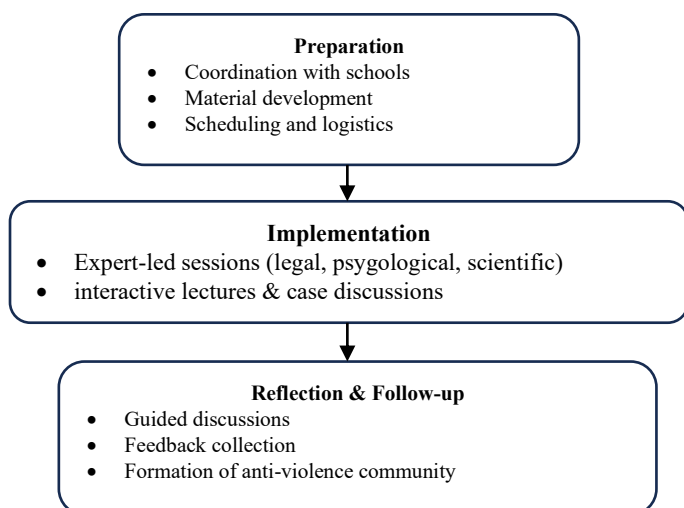 Preparation
• Coordination with schools
• Material development
• Scheduling and logistics
Implementation
• Expert-led sessions (legal, psygological, scientific)
• interactive lectures & case discussions
Reflection & Follow-up
• Guided discussions
• Feedback collection
• Formation of anti-violence community